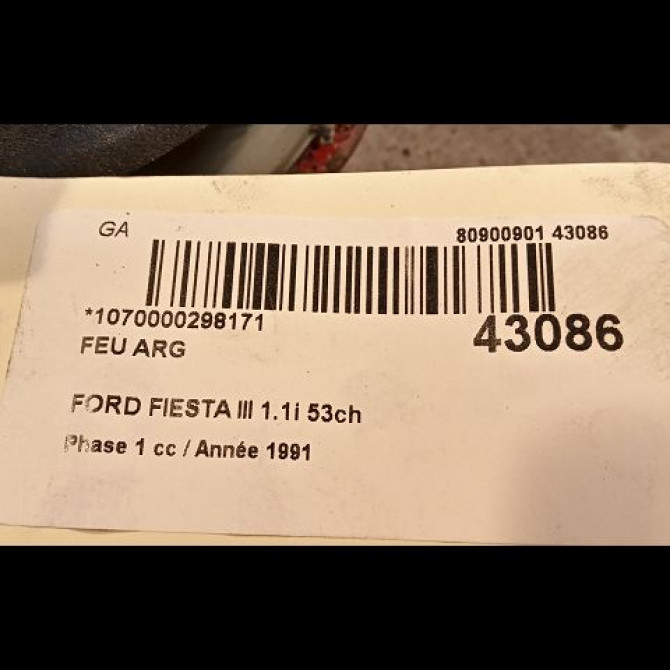 GA 80900901 43086
*1070000298171 43086
FEU ARG
FORD FIESTA III 1.1i 53ch
Phase 1 cc / Année 1991